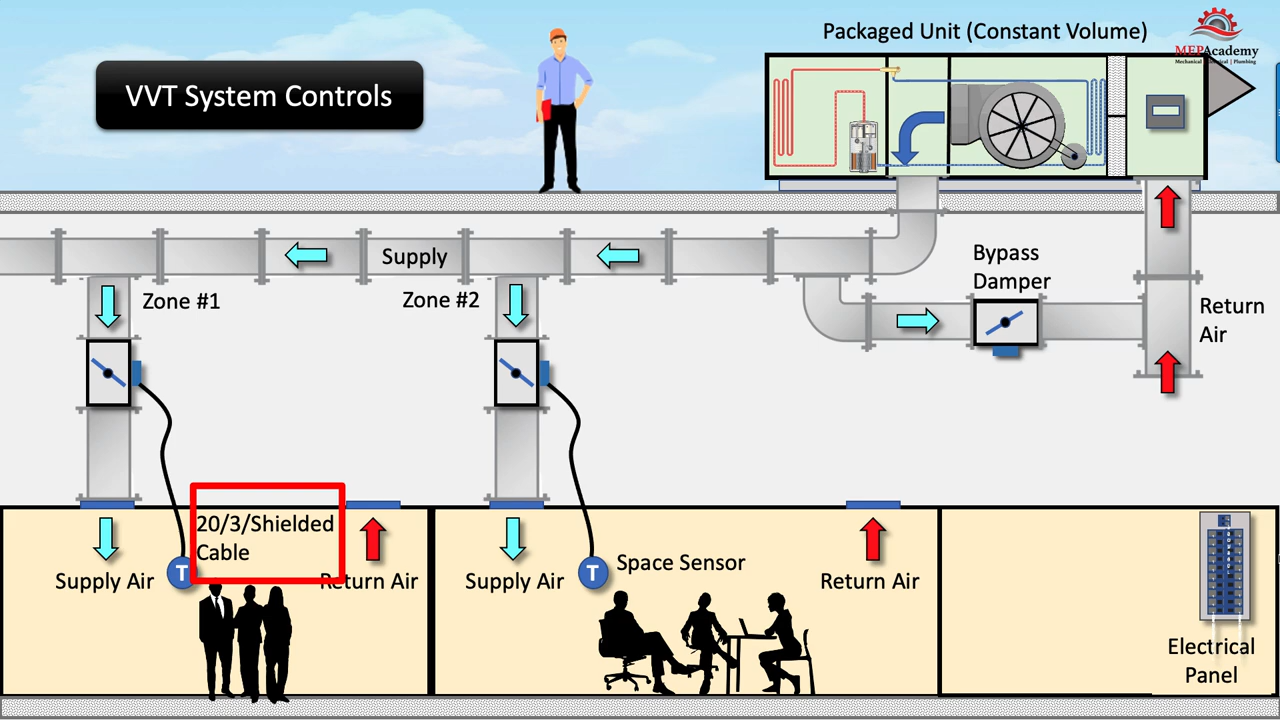 Packaged Unit (Constant Volume)
MEPAcademy
Mechanical | Electrical | Plumbing
VVT System Controls
Supply
Bypass
Damper
Zone #1
Zone #2
Return
Air
20/3/Shielded
Cable
T
Supply Air
Return Air
Supply Air
T
Space Sensor
Return Air
Electrical
Panel